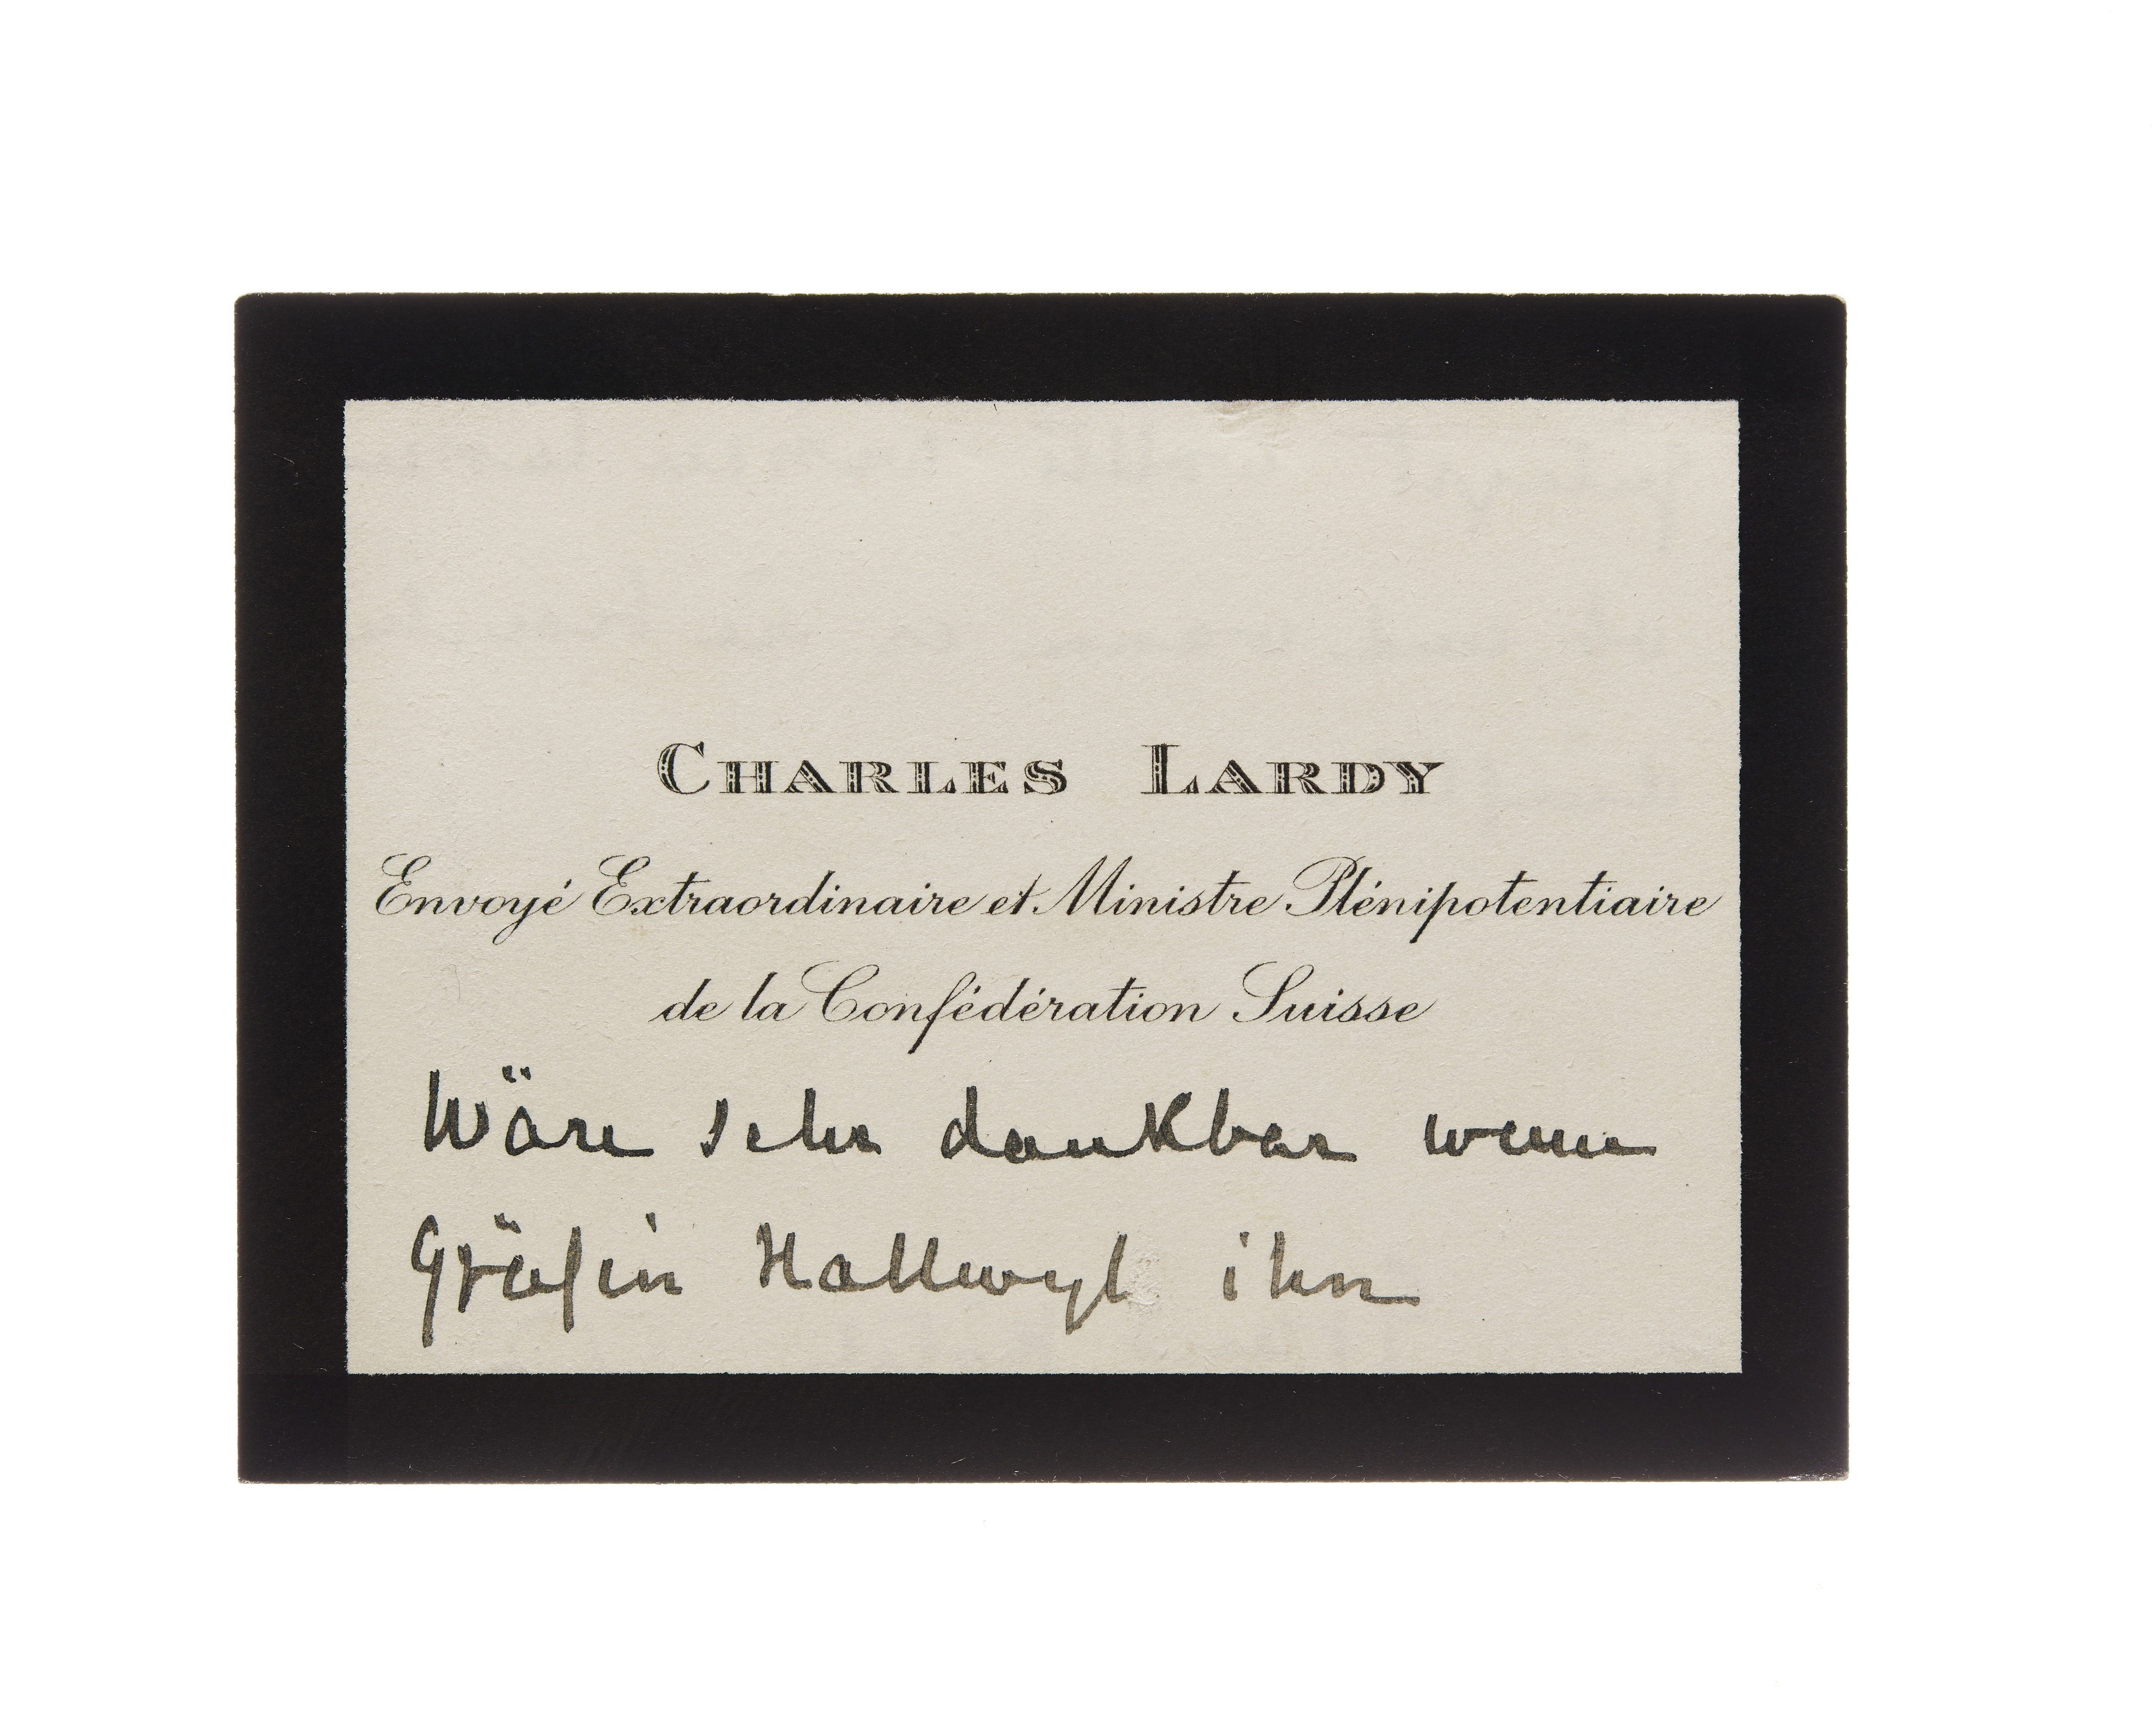 CHARLES LARDY
Envoyé Extraordinaire et Ministre Plénipotentiaire
de la Confédération Suisse
Wäre sehr dankbar wenn
Gräfin Hallwyl ihn